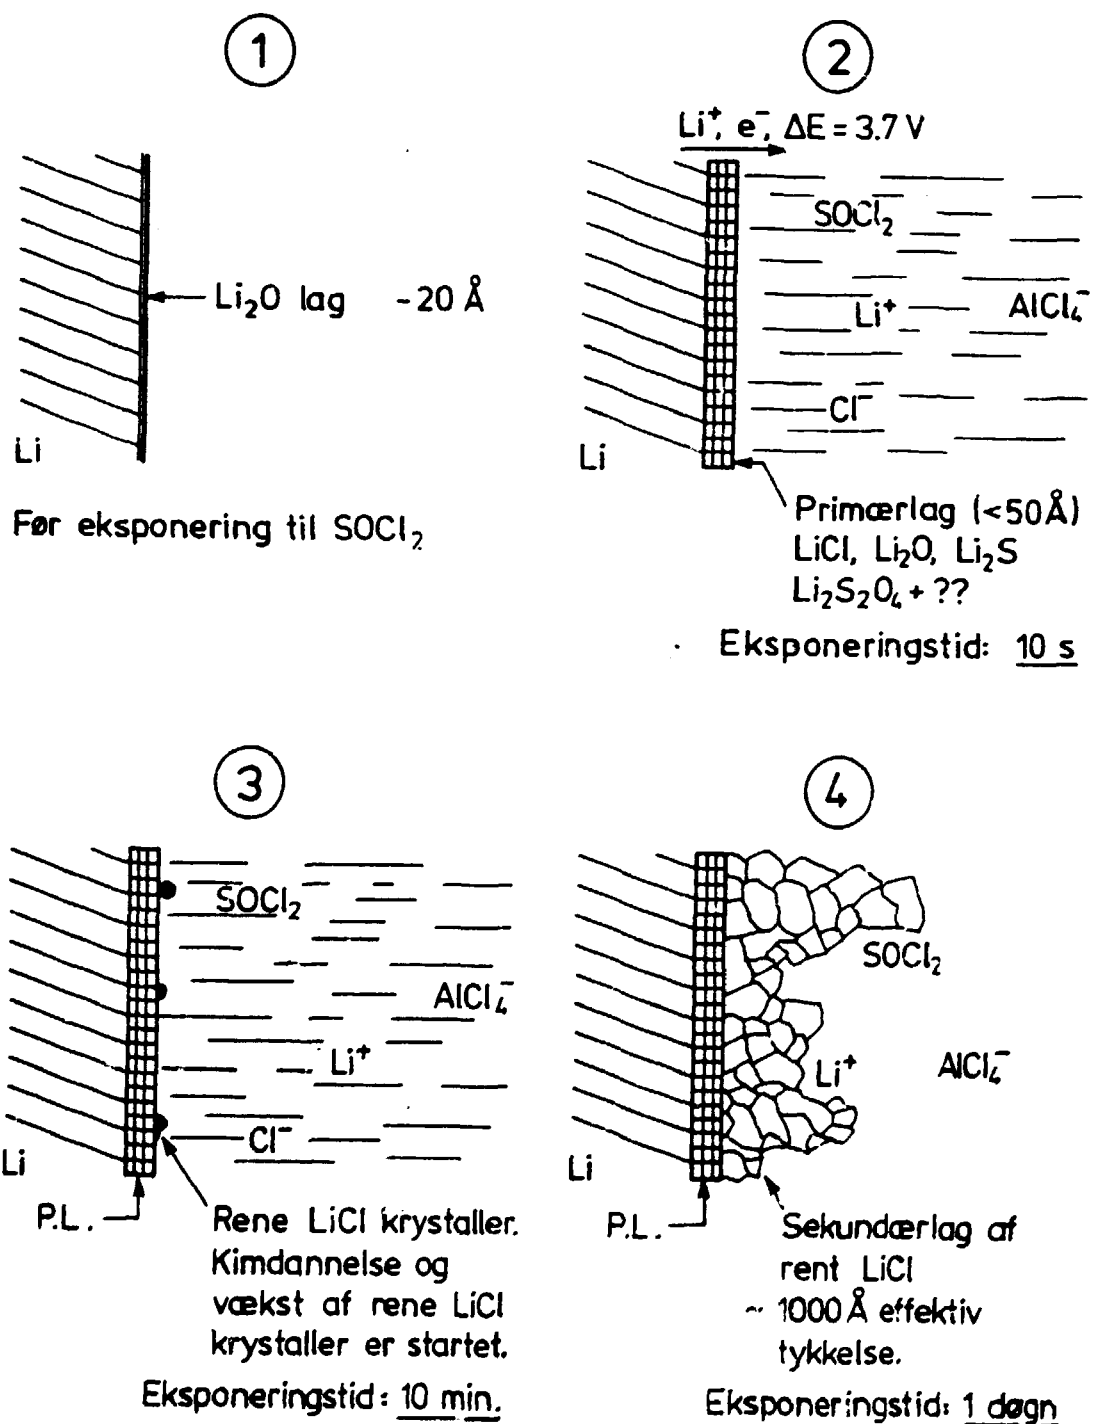 1
Li₂O lag ~20 Å
Li
Før eksponering til SOCl₂
2
Li⁺, e⁻, ΔE = 3.7 V
SOCl₂
Li⁺
AlCl₄⁻
Cl⁻
Li
Primærlag (<50Å)
LiCl, Li₂O, Li₂S
Li₂S₂O₄ + ??
Eksponeringstid: 10 s
3
SOCl₂
AlCl₄⁻
Li⁺
Cl⁻
Li
P.L.
Rene LiCl krystaller.
Kimdannelse og
vækst af rene LiCl
krystaller er startet.
Eksponeringstid: 10 min.
4
SOCl₂
Li⁺
AlCl₄⁻
Li
P.L.
Sekundærlag af
rent LiCl
~ 1000 Å effektiv
tykkelse.
Eksponeringstid: 1 døgn